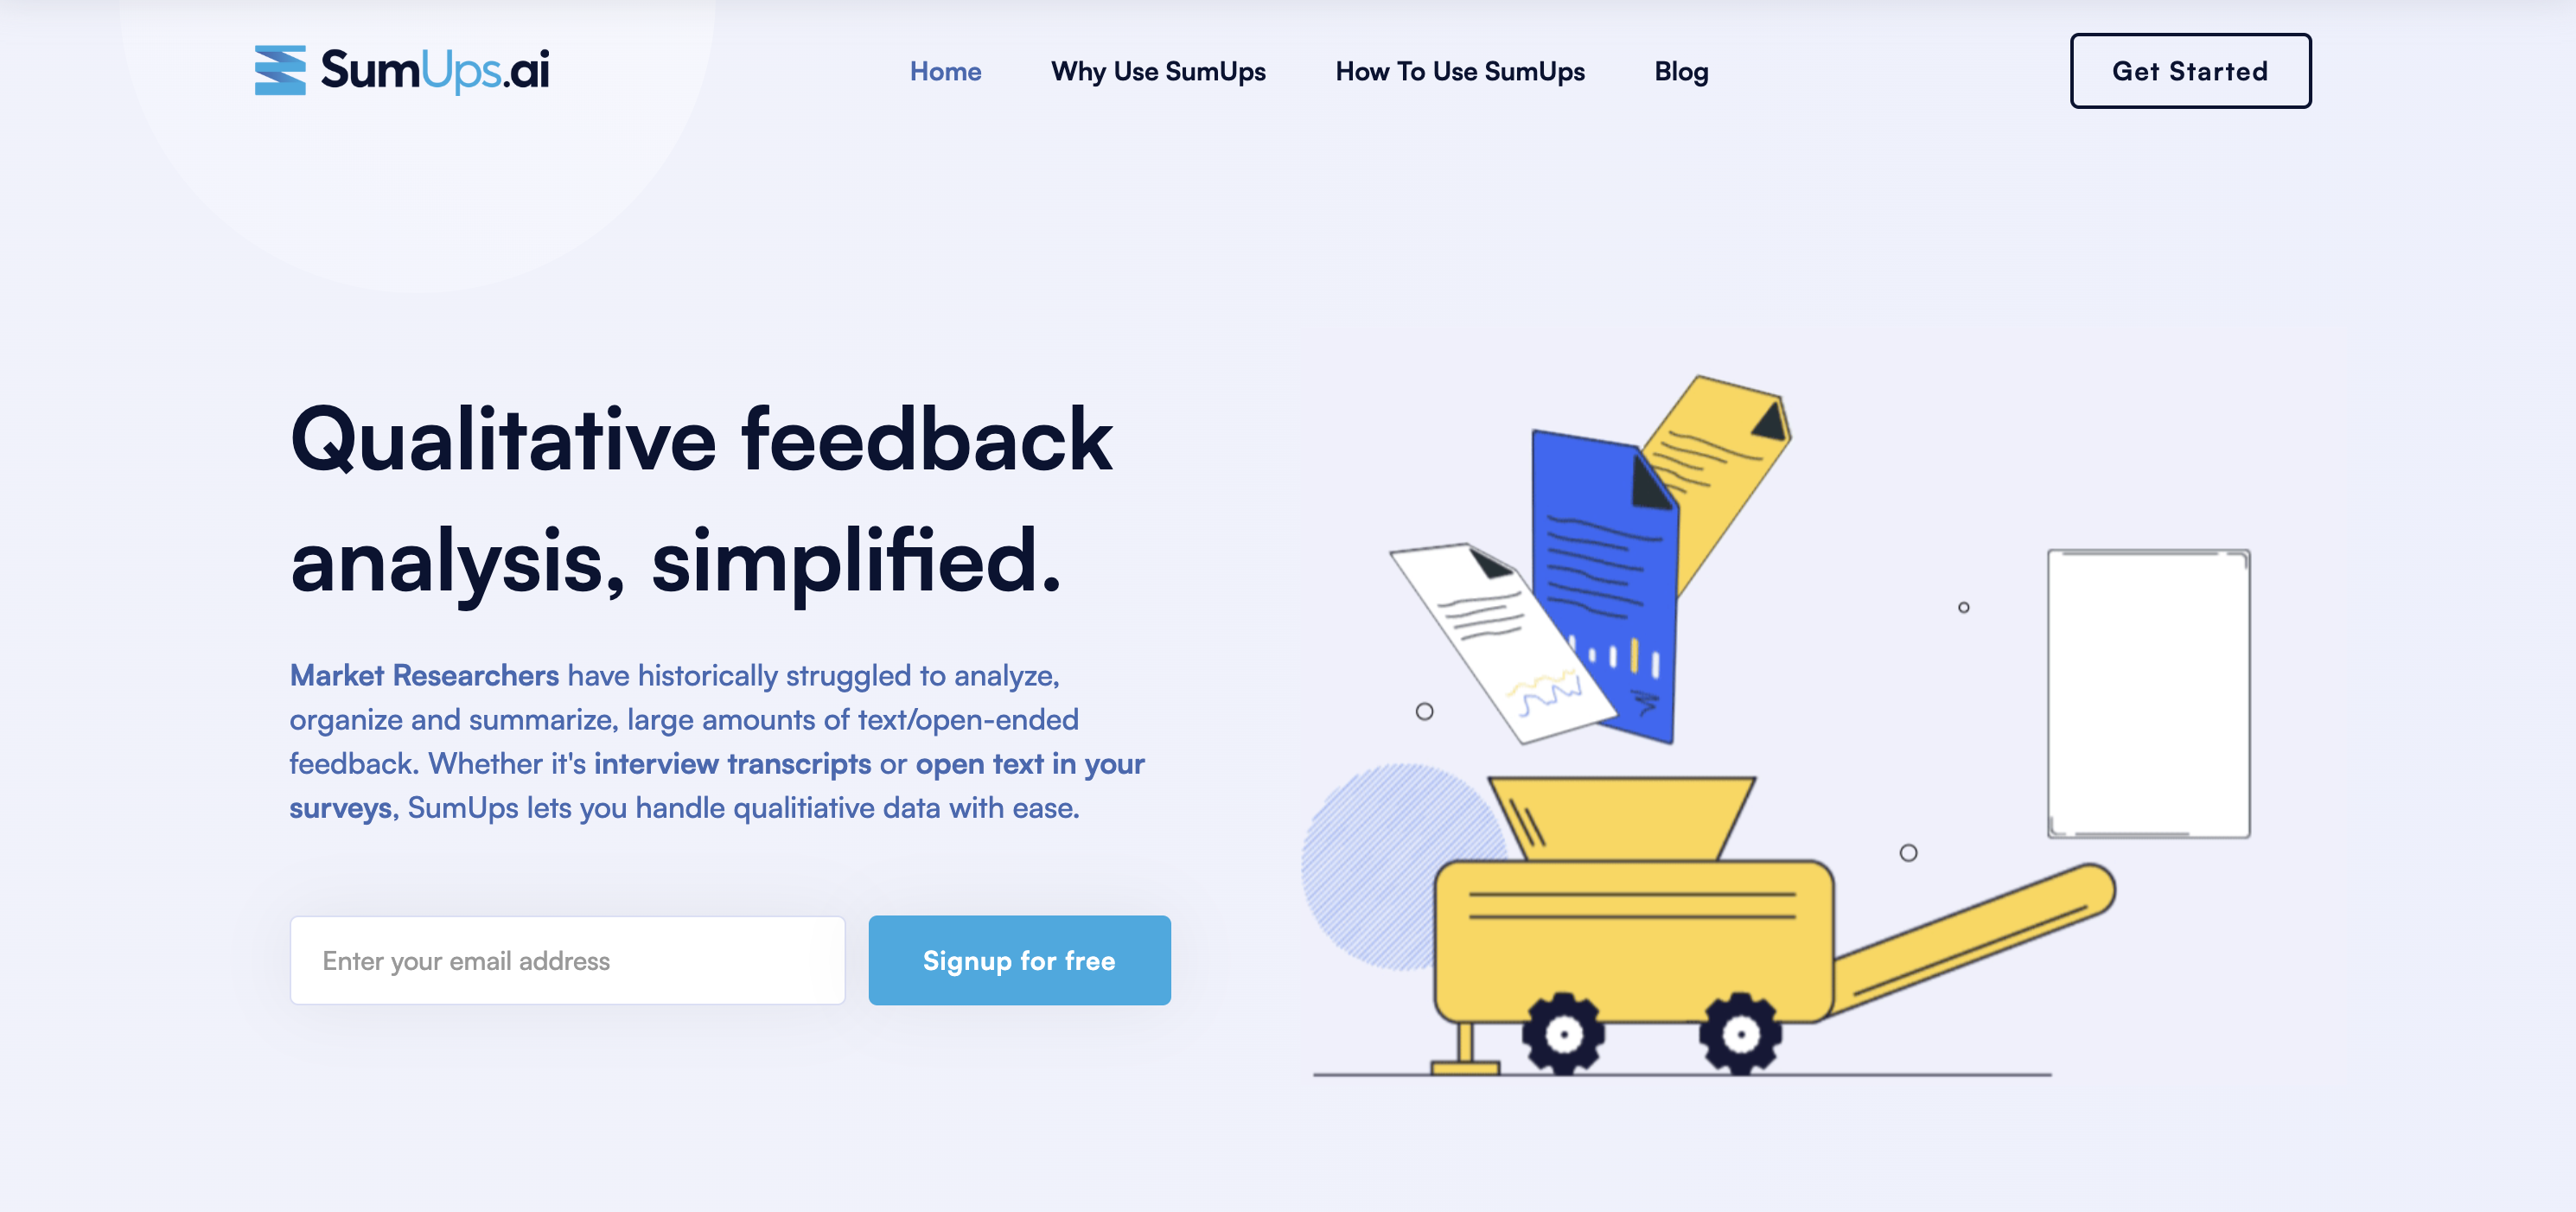 SumUps.ai
Home
Why Use SumUps
How To Use SumUps
Blog
Get Started
Qualitative feedback
analysis, simplified.
Market Researchers have historically struggled to analyze,
organize and summarize, large amounts of text/open-ended
feedback. Whether it's interview transcripts or open text in your
surveys, SumUps lets you handle qualitiative data with ease.
Enter your email address
Signup for free